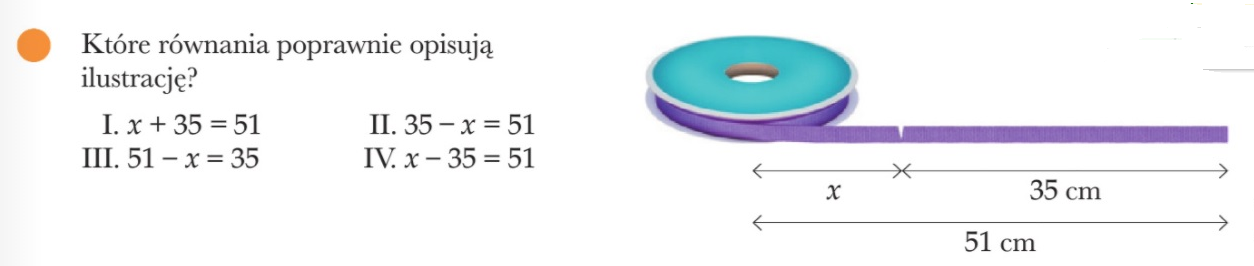 Które równania poprawnie opisują
ilustrację?
I. x + 35 = 51
II. 35 − x = 51
III. 51 − x = 35
IV. x − 35 = 51
x
35 cm
51 cm